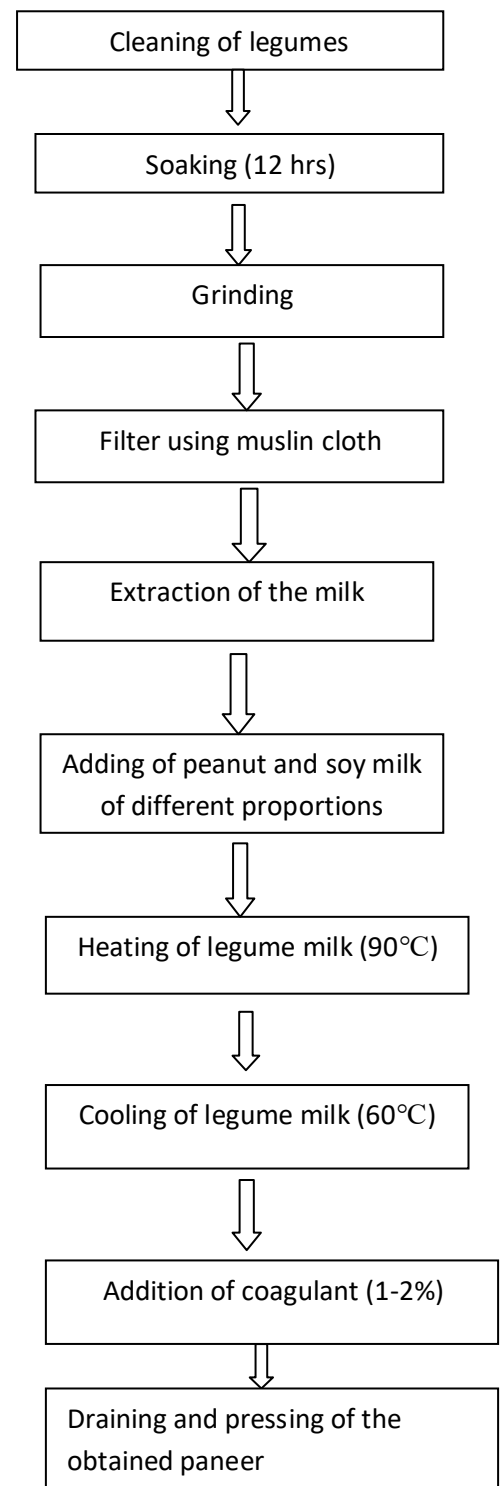 Cleaning of legumes
Soaking (12 hrs)
Grinding
Filter using muslin cloth
Extraction of the milk
Adding of peanut and soy milk
of different proportions
Heating of legume milk (90℃)
Cooling of legume milk (60℃)
Addition of coagulant (1-2%)
Draining and pressing of the
obtained paneer